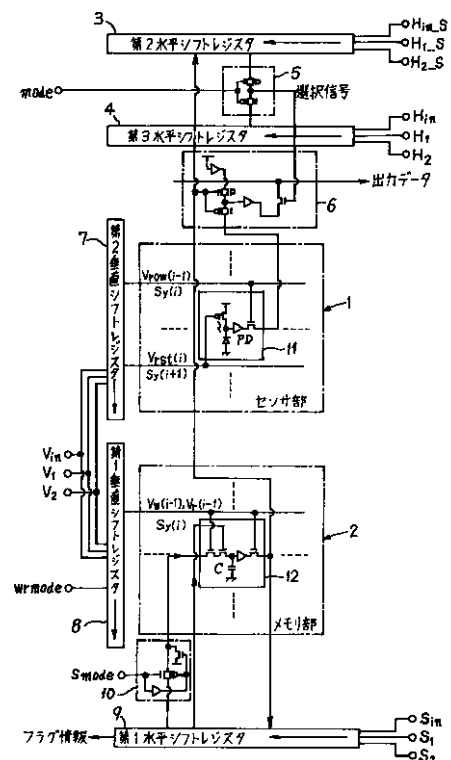 3
第2水平シフトレジスタ
Hin_S
H1_S
H2_S
5
mode
選択信号
4
第3水平シフトレジスタ
Hin
H1
H2
出力データ
6
7
第2垂直シフトレジスタ
Vrow(i-1)
Sy(i)
1
PD
11
Vrst(i)
Sy(i+1)
センサ部
Vin
V1
V2
第1垂直シフトレジスタ
Vw(i-1), Vr(i-1)
Sy(i)
2
C
12
wrmode
メモリ部
8
Smode
10
9
フラグ情報
第1水平シフトレジスタ
Sin
S1
S2